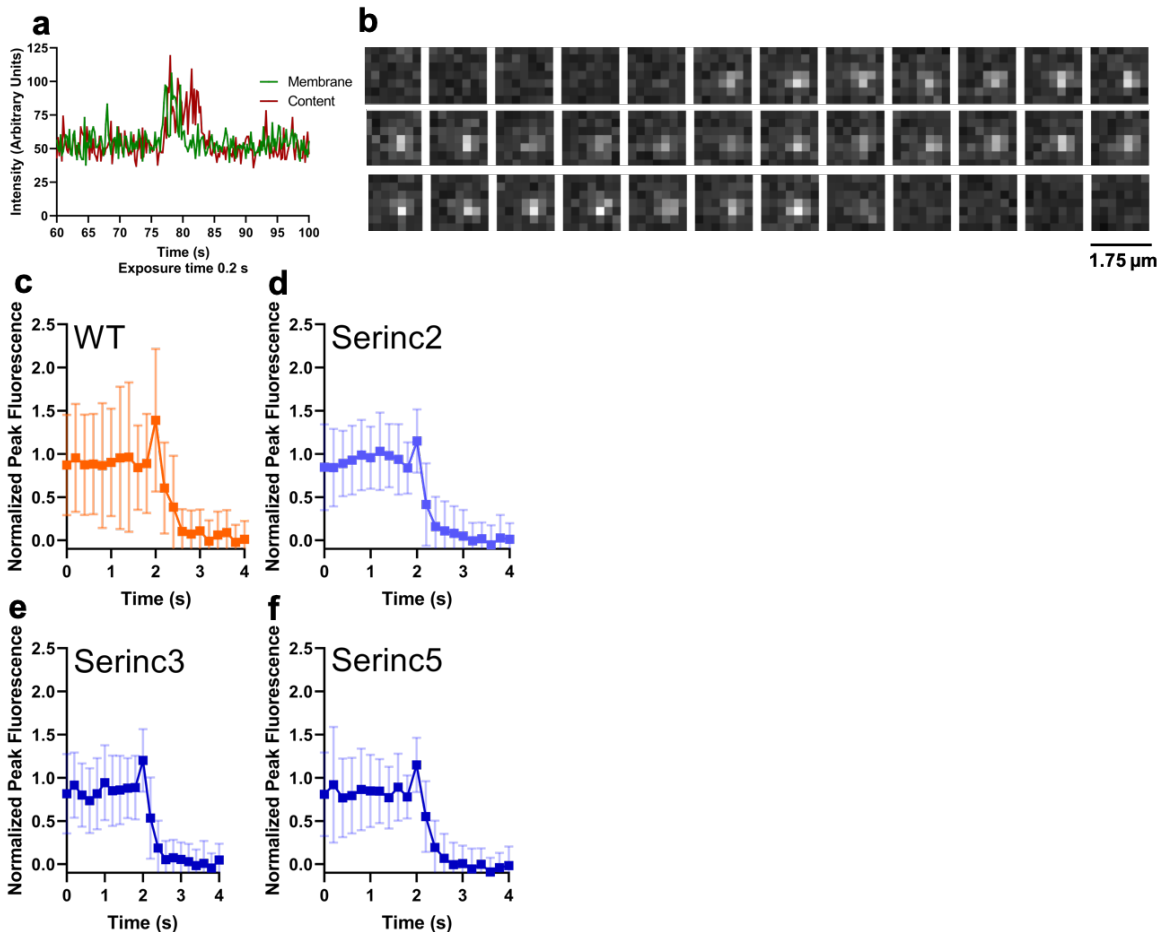 a
Intensity (Arbitrary Units)
125
100
75
50
25
0
60 65 70 75 80 85 90 95 100
Time (s)
Exposure time 0.2 s
Membrane
Content
b
1.75 µm
c
Normalized Peak Fluorescence
WT
2.5
2.0
1.5
1.0
0.5
0.0
0 1 2 3 4
Time (s)
d
Normalized Peak Fluorescence
Serinc2
2.5
2.0
1.5
1.0
0.5
0.0
0 1 2 3 4
Time (s)
e
Normalized Peak Fluorescence
Serinc3
2.5
2.0
1.5
1.0
0.5
0.0
0 1 2 3 4
Time (s)
f
Normalized Peak Fluorescence
Serinc5
2.5
2.0
1.5
1.0
0.5
0.0
0 1 2 3 4
Time (s)